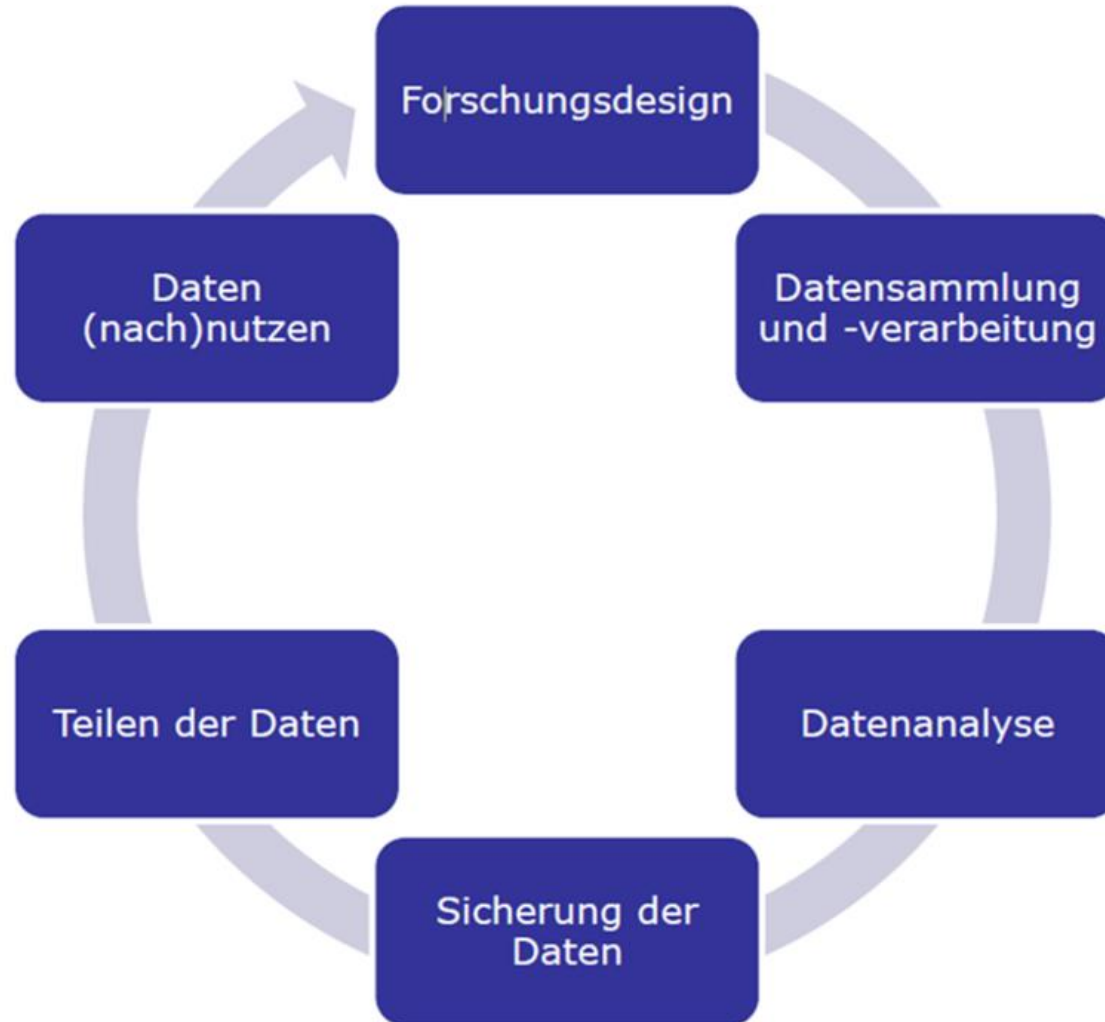 Forschungsdesign
Datensammlung
und -verarbeitung
Datenanalyse
Sicherung der
Daten
Teilen der Daten
Daten
(nach)nutzen